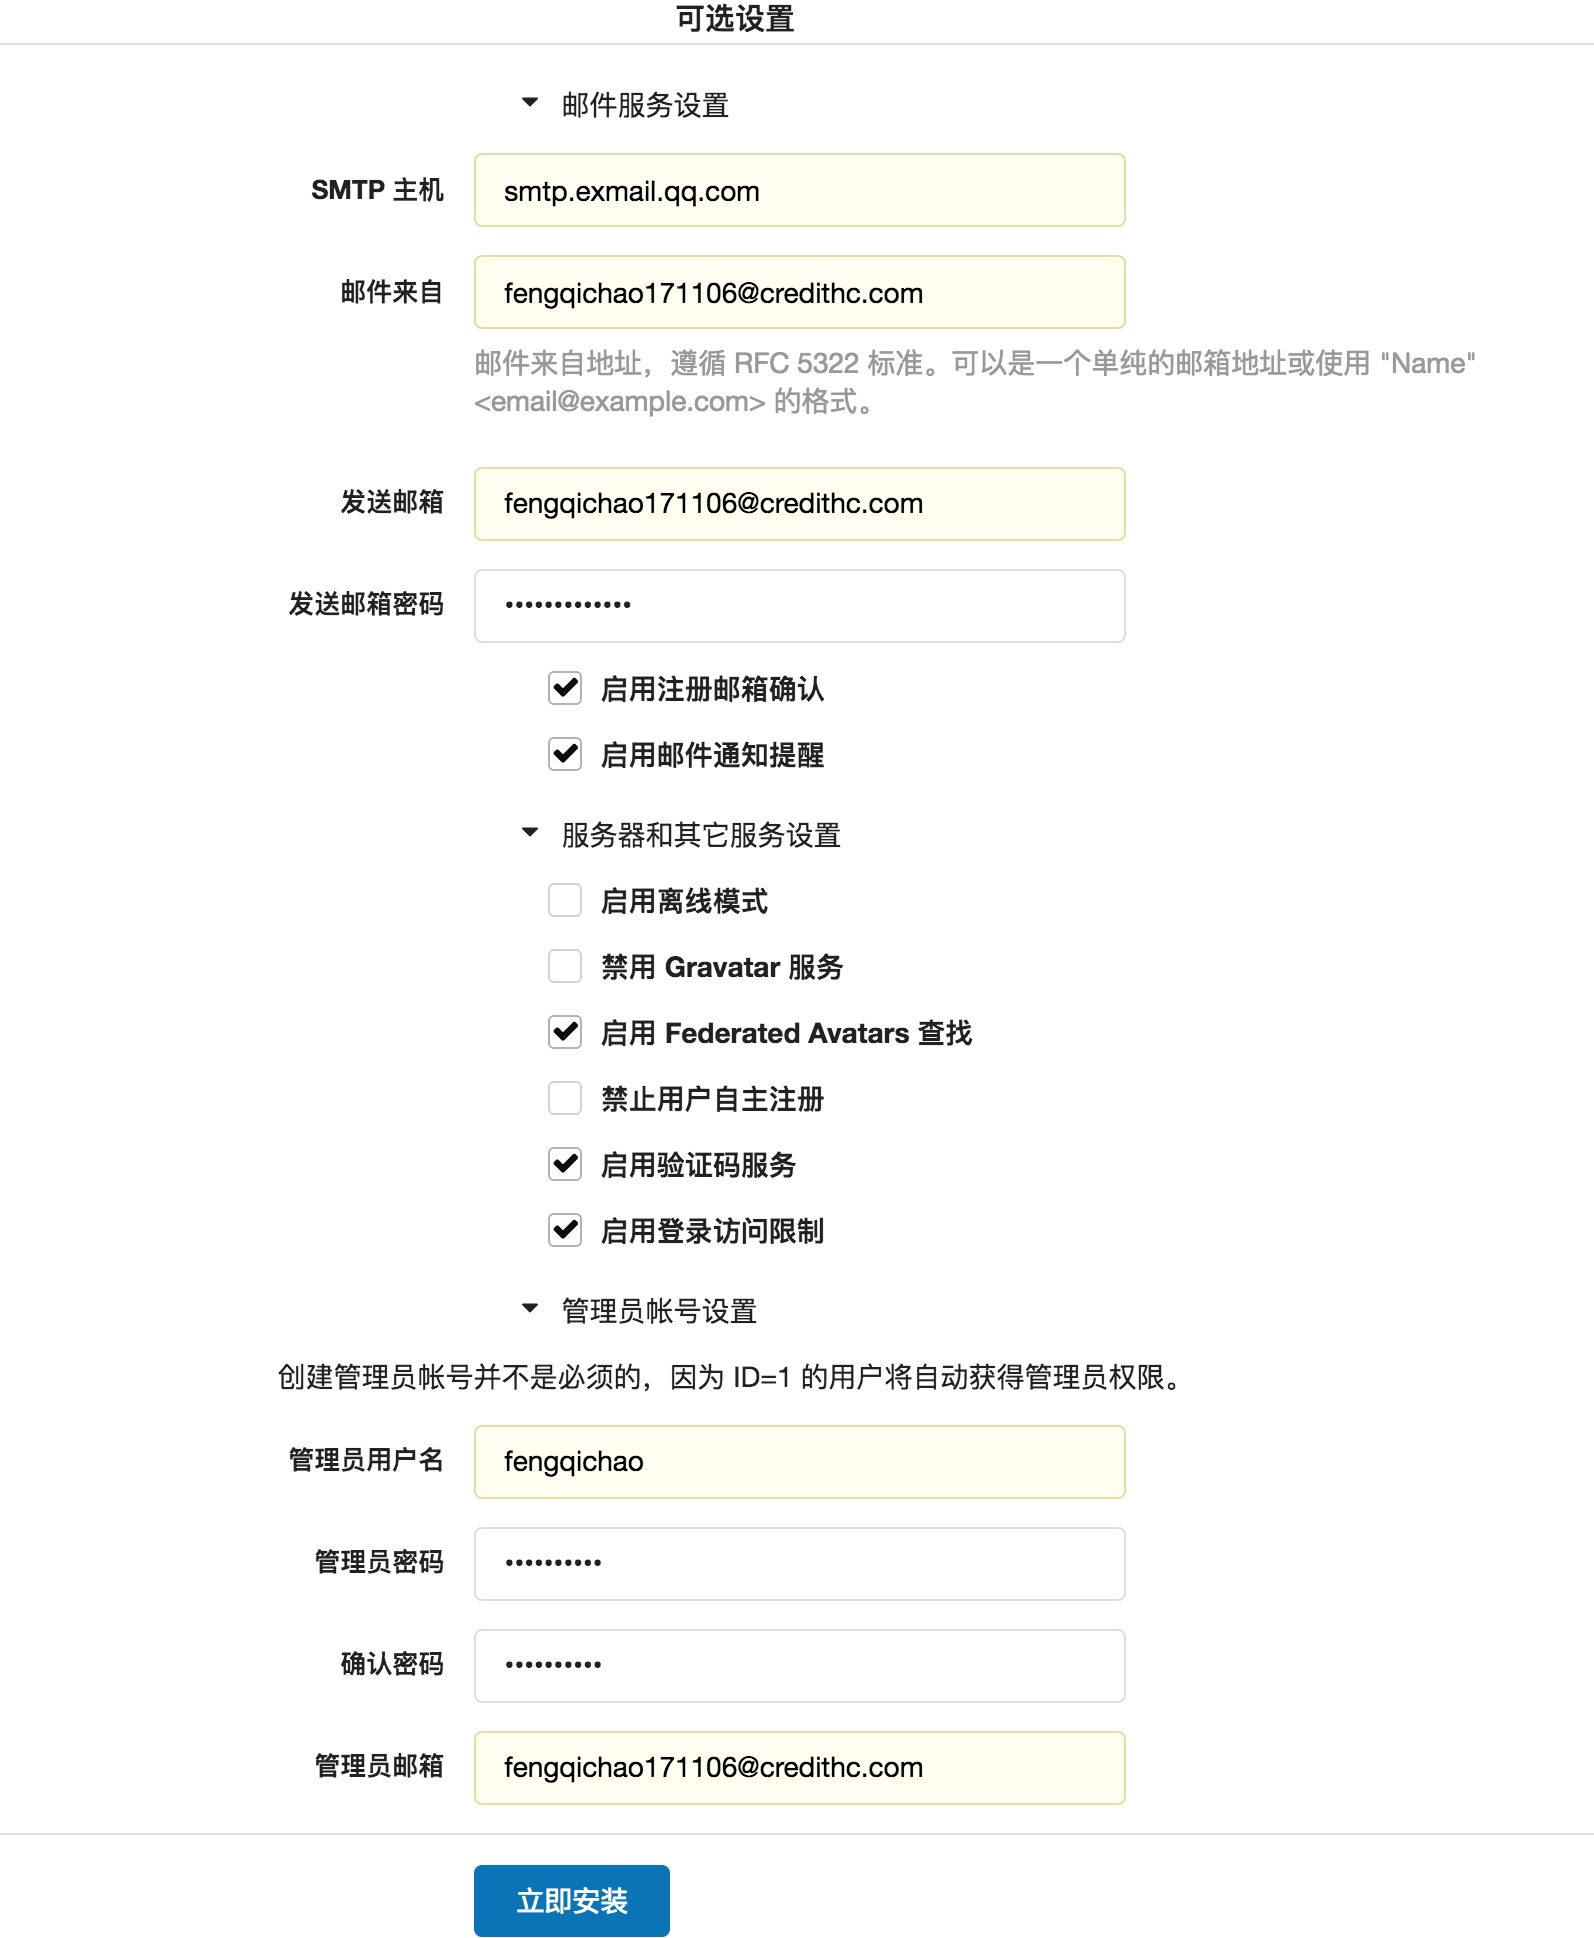 可选设置
邮件服务设置
SMTP 主机
smtp.exmail.qq.com
邮件来自
fengqichao171106@credithc.com
邮件来自地址，遵循 RFC 5322 标准。可以是一个单纯的邮箱地址或使用 "Name"
<email@example.com> 的格式。
发送邮箱
fengqichao171106@credithc.com
发送邮箱密码
•••••••••••••
启用注册邮箱确认
启用邮件通知提醒
服务器和其它服务设置
启用离线模式
禁用 Gravatar 服务
启用 Federated Avatars 查找
禁止用户自主注册
启用验证码服务
启用登录访问限制
管理员帐号设置
创建管理员帐号并不是必须的，因为 ID=1 的用户将自动获得管理员权限。
管理员用户名
fengqichao
管理员密码
••••••••••
确认密码
••••••••••
管理员邮箱
fengqichao171106@credithc.com
立即安装